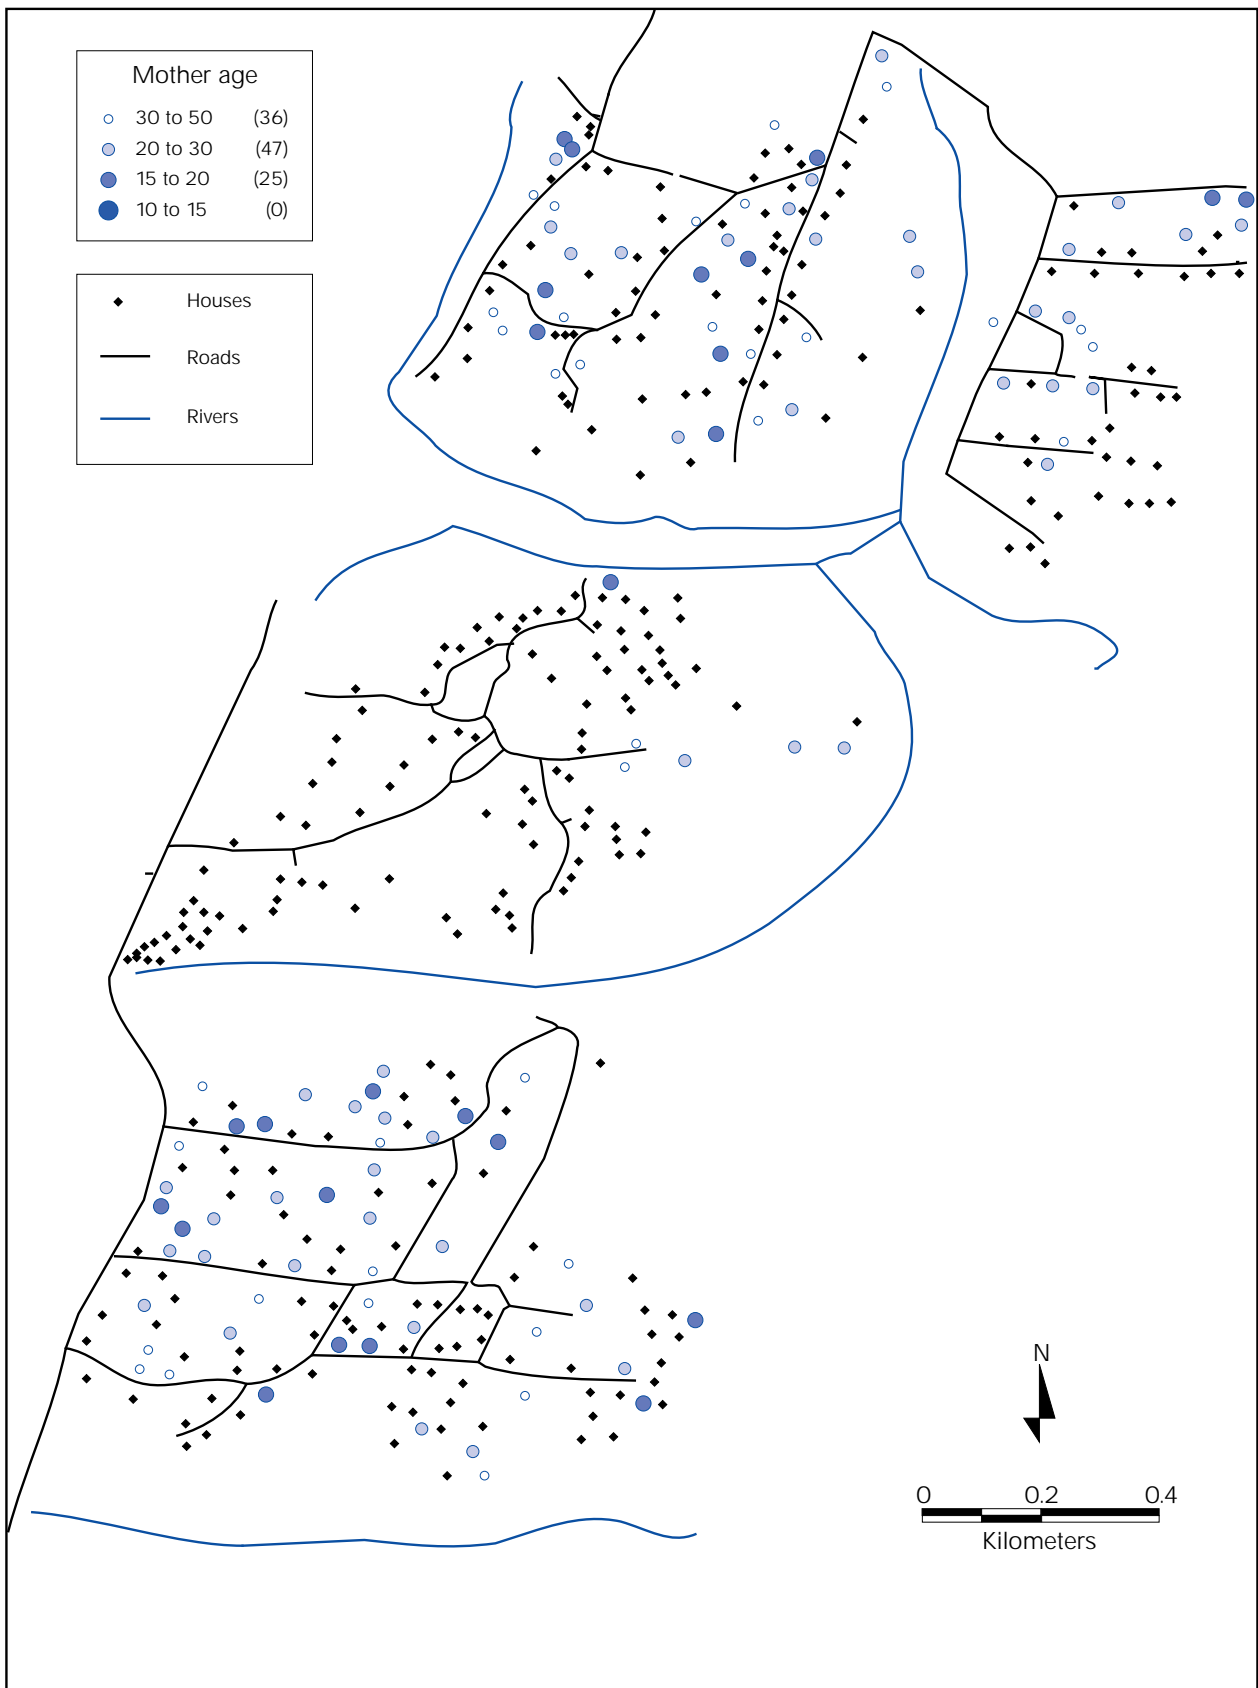 Mother age
30 to 50 (36)
20 to 30 (47)
15 to 20 (25)
10 to 15 (0)
Houses
Roads
Rivers
N
0 0.2 0.4
Kilometers